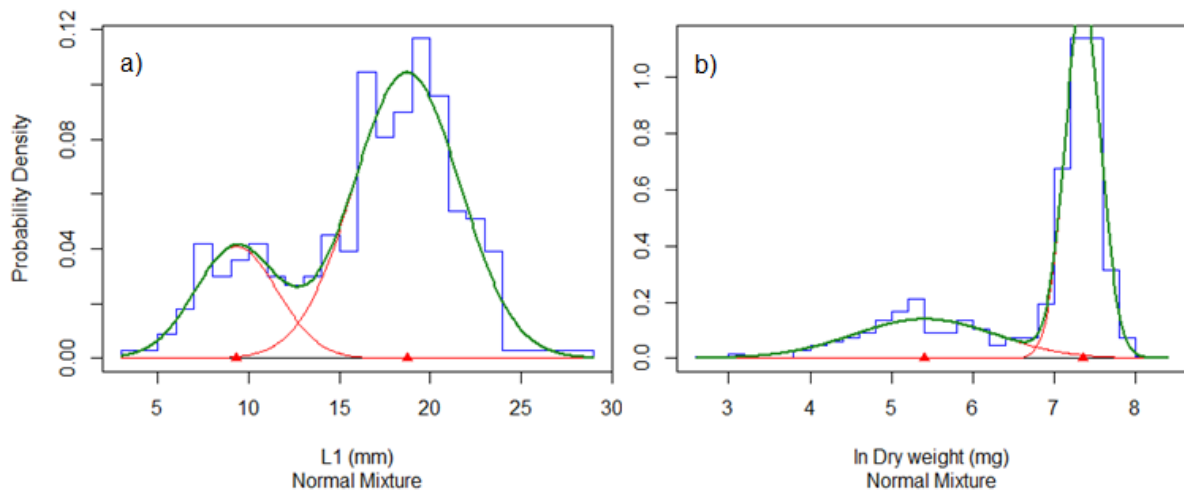 a)
Probability Density
0.12
0.08
0.04
0.00
5 10 15 20 25 30
L1 (mm)
Normal Mixture
b)
1.0
0.8
0.6
0.4
0.2
0.0
3 4 5 6 7 8
ln Dry weight (mg)
Normal Mixture